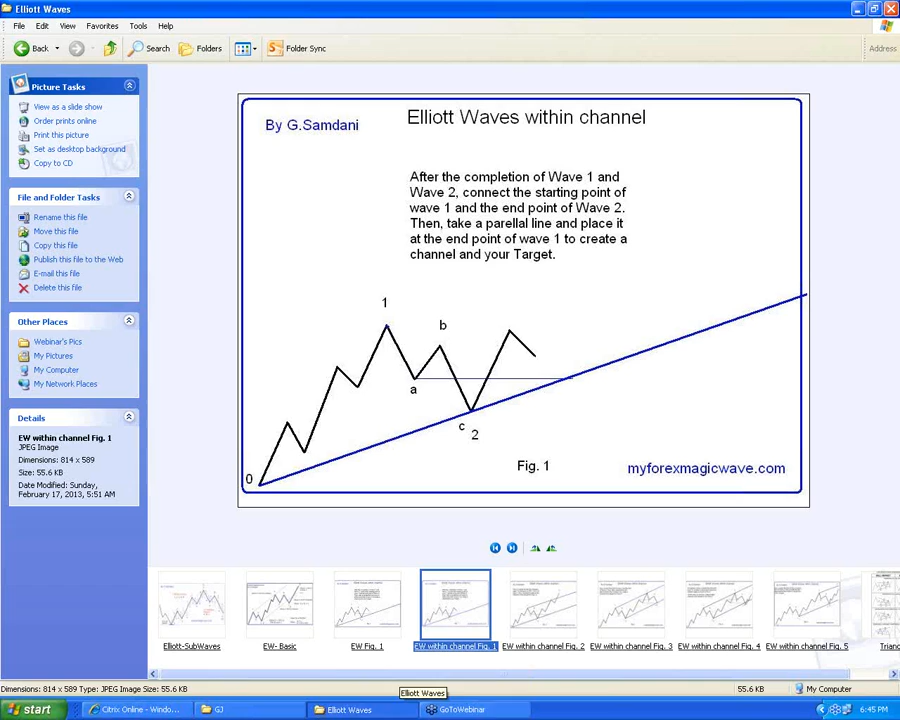 Elliott Waves
File Edit View Favorites Tools Help
Back Search Folders Folder Sync Address
Picture Tasks
View as a slide show
Order prints online
Print this picture
Set as desktop background
Copy to CD
File and Folder Tasks
Rename this file
Move this file
Copy this file
Publish this file to the Web
E-mail this file
Delete this file
Other Places
Webinar's Pics
My Pictures
My Computer
My Network Places
Details
EW within channel Fig. 1
JPEG Image
Dimensions: 814 x 589
Size: 55.6 KB
Date Modified: Sunday,
February 17, 2013, 5:51 AM
By G.Samdani
Elliott Waves within channel
After the completion of Wave 1 and
Wave 2, connect the starting point of
wave 1 and the end point of Wave 2.
Then, take a parellal line and place it
at the end point of wave 1 to create a
channel and your Target.
1
b
a
c
2
0
Fig. 1
myforexmagicwave.com
Elliott-SubWaves
EW- Basic
EW Fig. 1
EW within channel Fig. 1
EW within channel Fig. 2
EW within channel Fig. 3
EW within channel Fig. 4
EW within channel Fig. 5
Triang
Dimensions: 814 x 589 Type: JPEG Image Size: 55.6 KB
55.6 KB
My Computer
Elliott Waves
start
Citrix Online - Windo...
GJ
Elliott Waves
GoToWebinar
6:45 PM